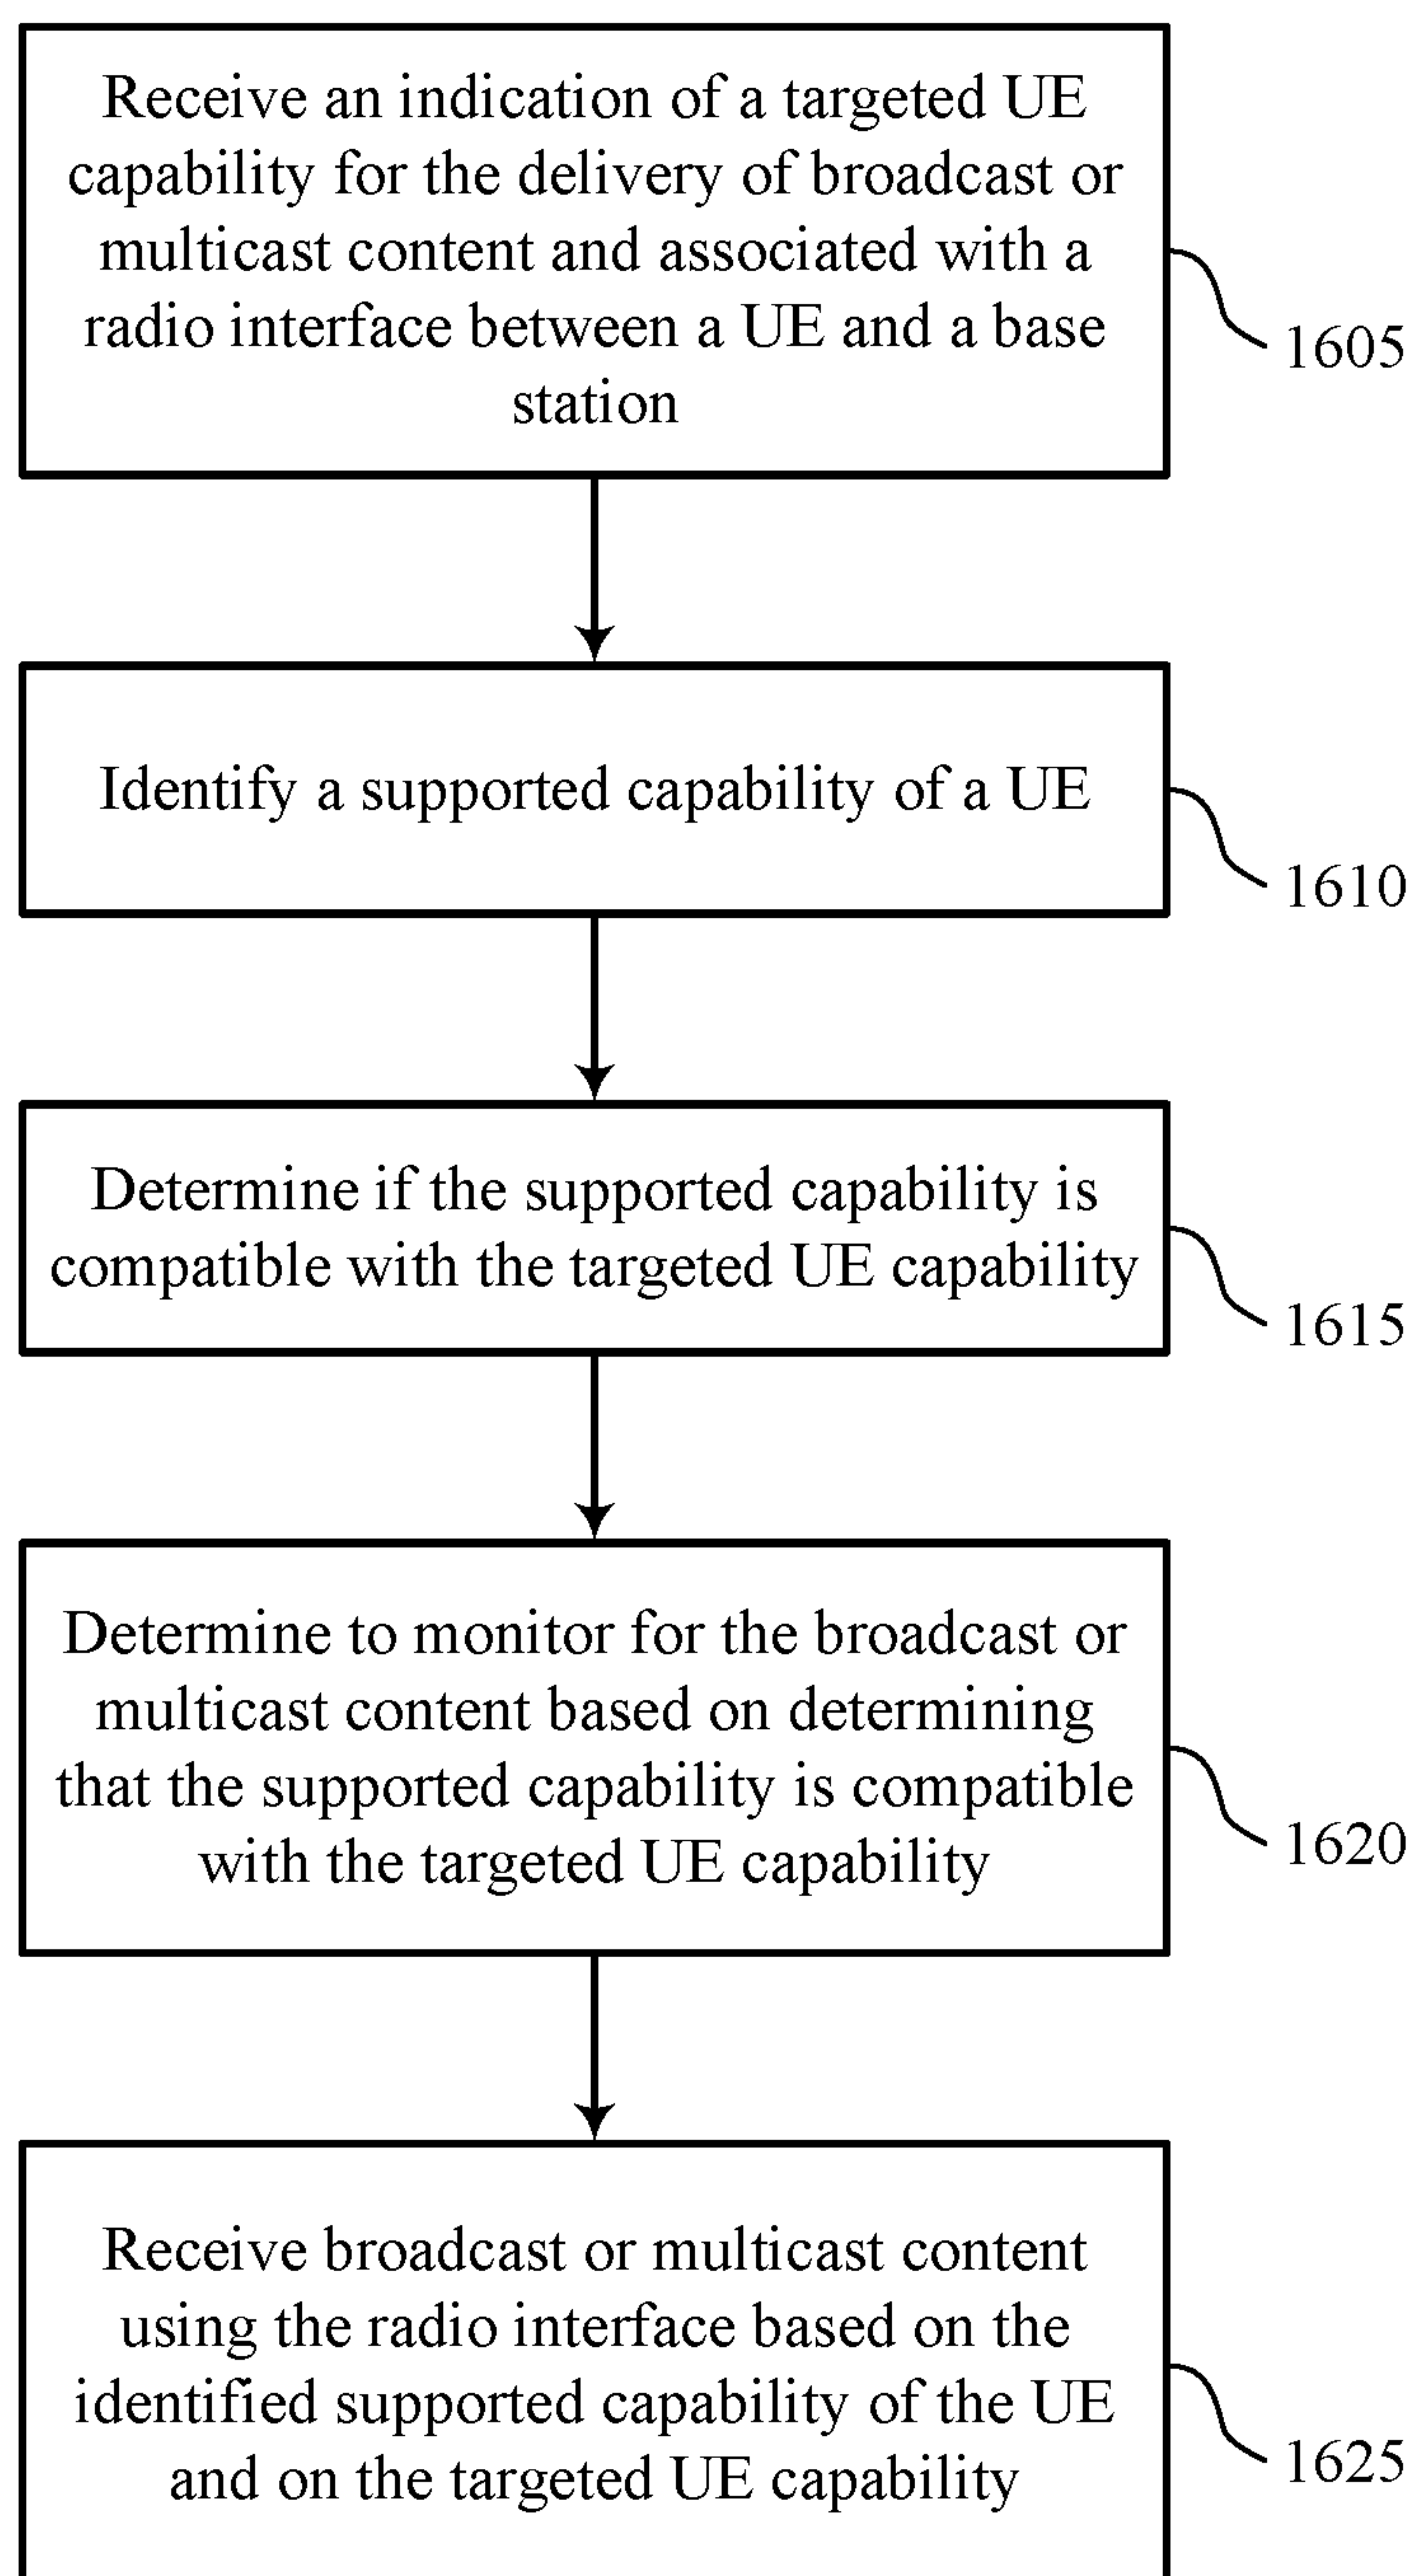 Receive an indication of a targeted UE
capability for the delivery of broadcast or
multicast content and associated with a
radio interface between a UE and a base
station
1605
Identify a supported capability of a UE
1610
Determine if the supported capability is
compatible with the targeted UE capability
1615
Determine to monitor for the broadcast or
multicast content based on determining
that the supported capability is compatible
with the targeted UE capability
1620
Receive broadcast or multicast content
using the radio interface based on the
identified supported capability of the UE
and on the targeted UE capability
1625